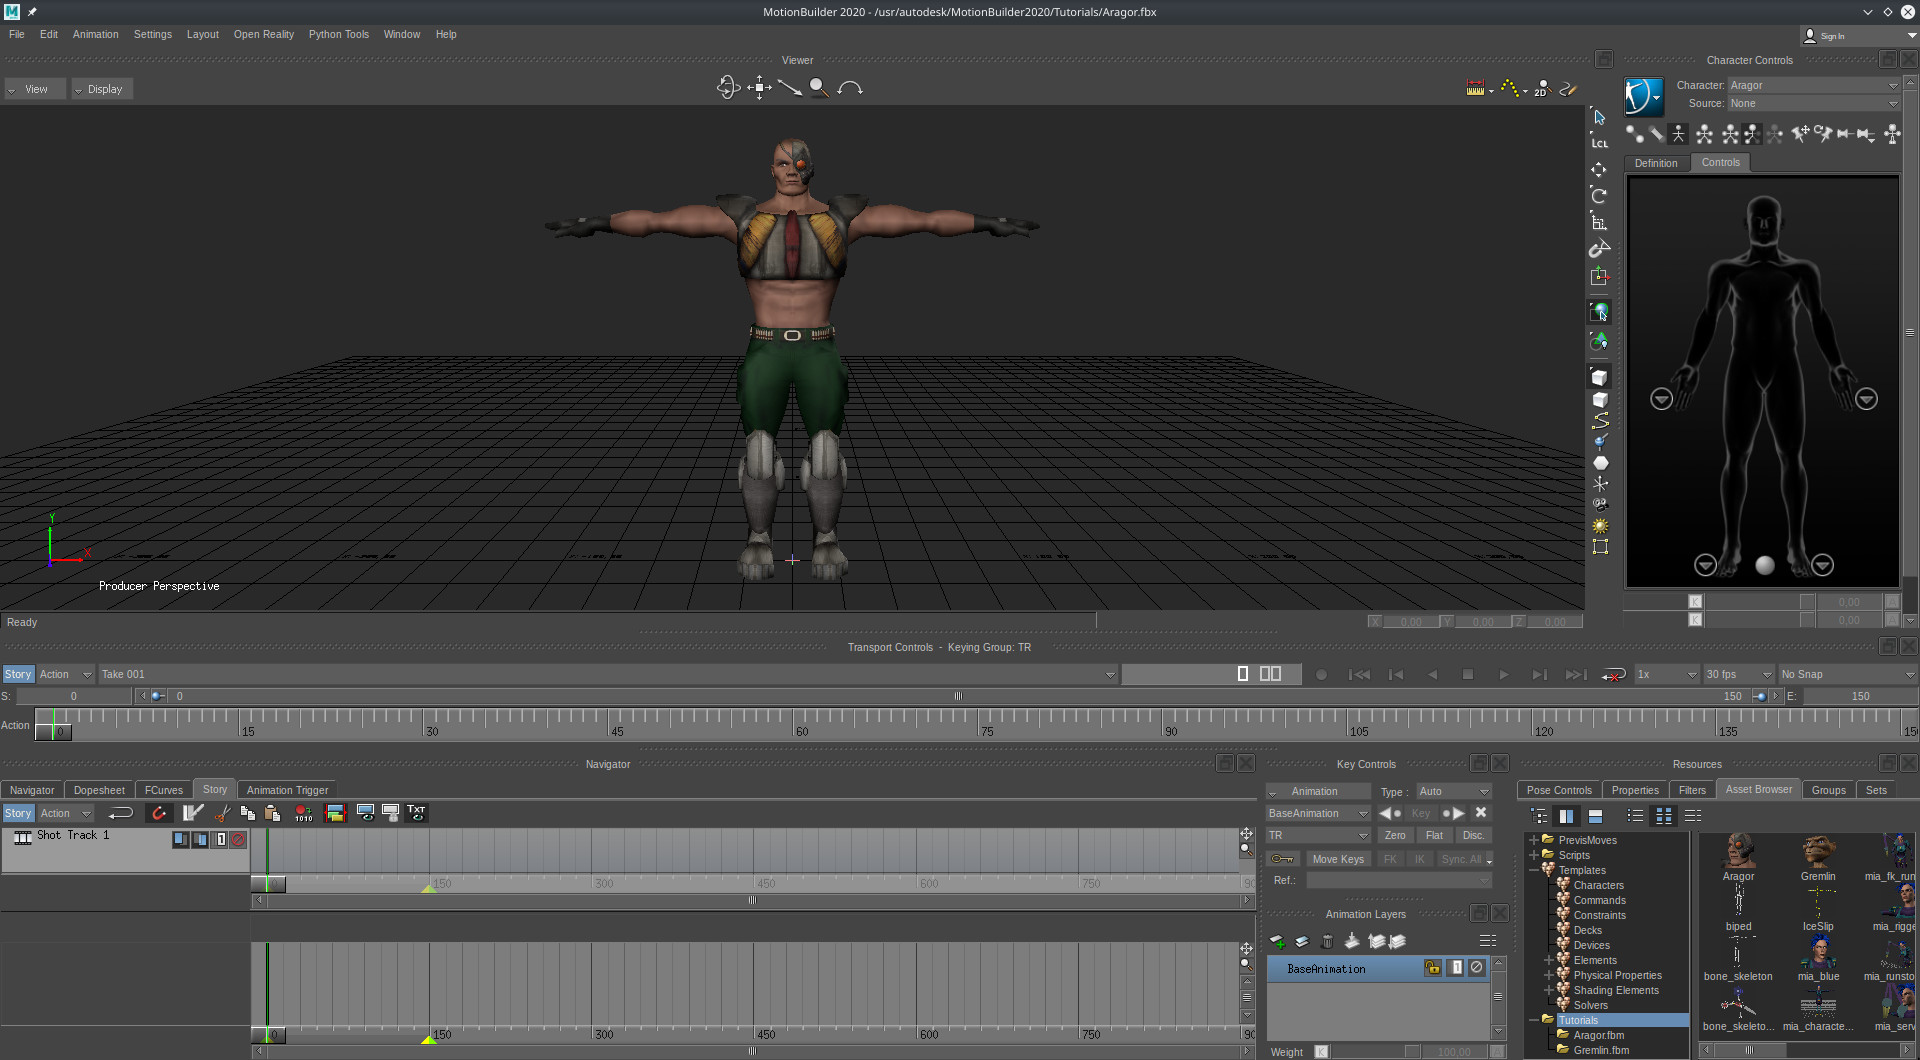 MotionBuilder 2020 - /usr/autodesk/MotionBuilder2020/Tutorials/Aragor.fbx
File Edit Animation Settings Layout Open Reality Python Tools Window Help
Sign In
Viewer
Character Controls
View Display
2D
Character: Aragor
Source: None
LCL
Definition Controls
Y
X
Producer Perspective
K 0,00 A
K 0,00 A
Ready
X 0,00 Y 0,00 Z 0,00
Transport Controls - Keying Group: TR
Story Action Take 001
1x 30 fps No Snap
S: 0 0 150 E: 150
Action 0 15 30 45 60 75 90 105 120 135 150
Navigator
Key Controls
Resources
Navigator Dopesheet FCurves Story Animation Trigger
Story Action
1010
TXT
Shot Track 1
1
0 150 300 450 600 750 90
0 150 300 450 600 750 90
Animation Type : Auto
BaseAnimation Key
TR Zero Flat Disc.
Move Keys FK IK Sync. All
Ref.:
Animation Layers
BaseAnimation 1
Weight K 100.00 A
Pose Controls Properties Filters Asset Browser Groups Sets
PrevisMoves
Scripts
Templates
Characters
Commands
Constraints
Decks
Devices
Elements
Physical Properties
Shading Elements
Solvers
Tutorials
Aragor.fbm
Gremlin.fbm
Aragor Gremlin mia_fk_run
biped IceSlip mia_rigge
bone_skeleton mia_blue mia_runsto
bone_skeleto... mia_characte... mia_serv